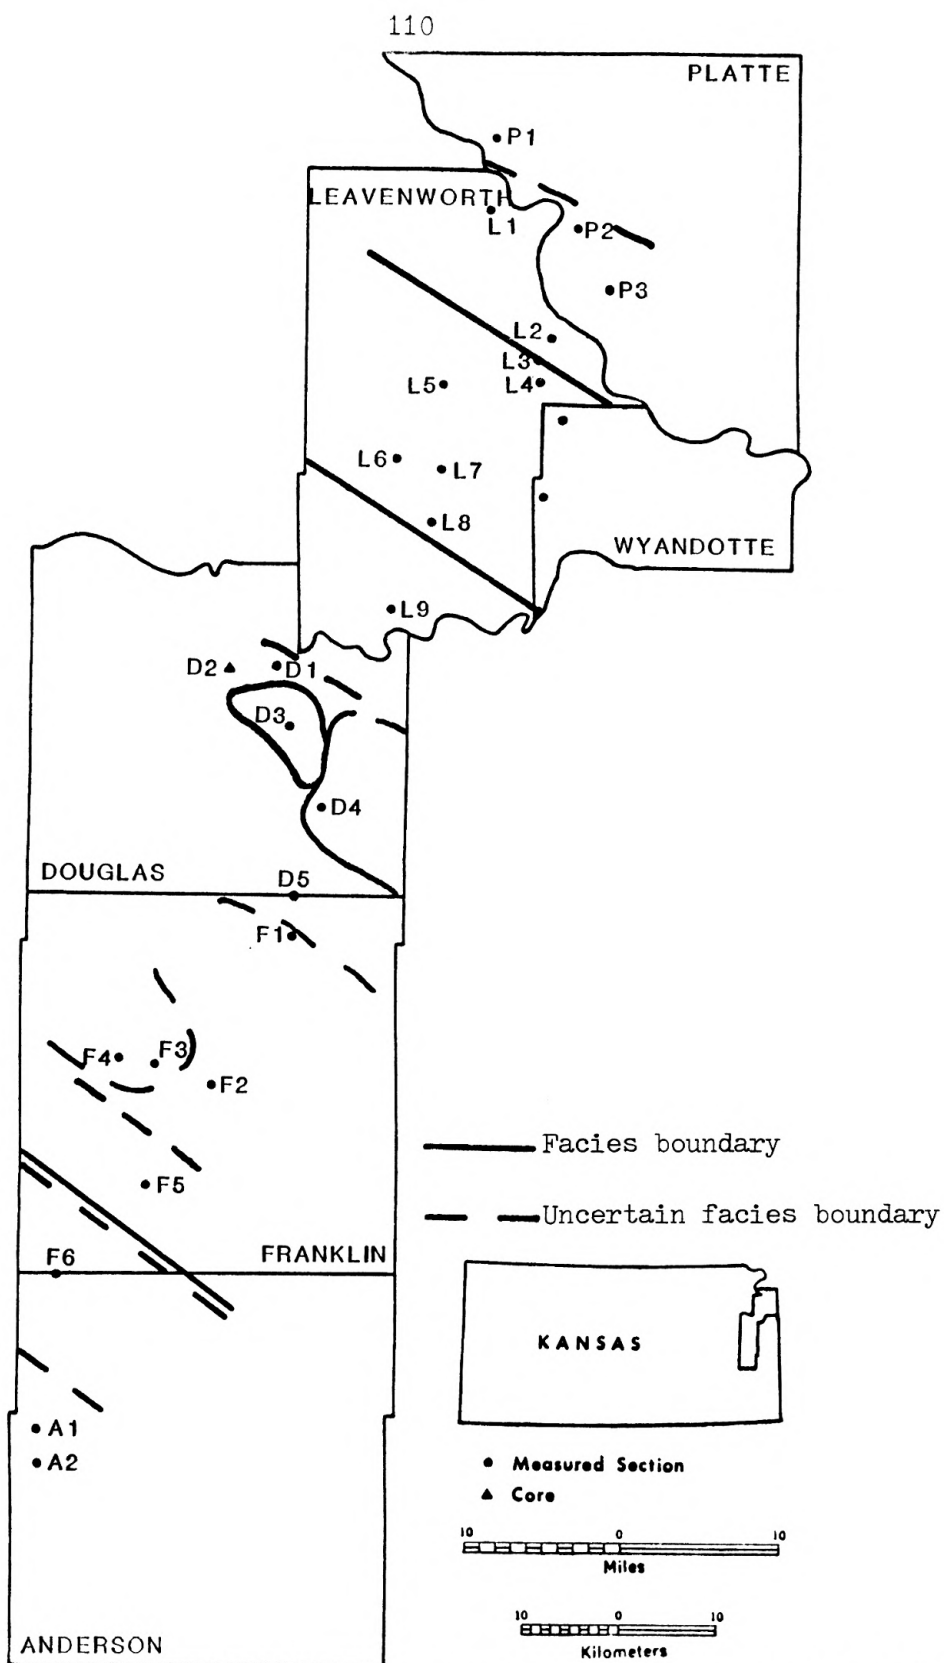 110
PLATTE
P1
LEAVENWORTH
L1
P2
P3
L2
L3
L5
L4
L6
L7
L8
WYANDOTTE
L9
D2
D1
D3
D4
DOUGLAS
D5
F1
F4
F3
F2
Facies boundary
F5
Uncertain facies boundary
F6
FRANKLIN
KANSAS
A1
A2
Measured Section
Core
10 0 10
Miles
10 0 10
Kilometers
ANDERSON